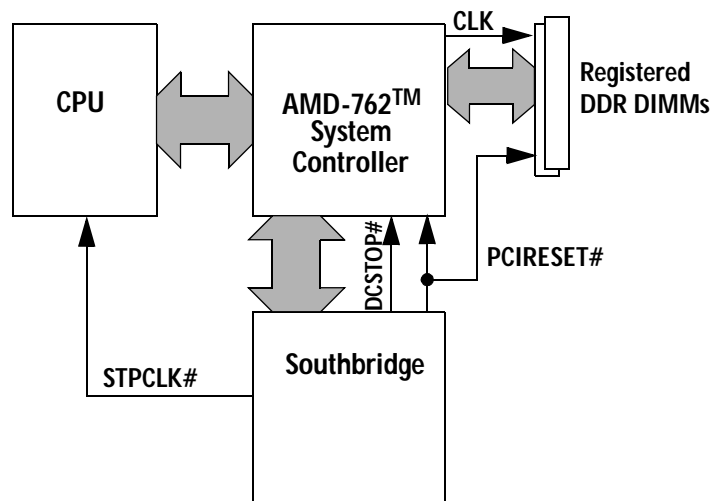 CLK
CPU
AMD-762™
System
Controller
Registered
DDR DIMMs
DCSTOP#
PCIRESET#
STPCLK#
Southbridge